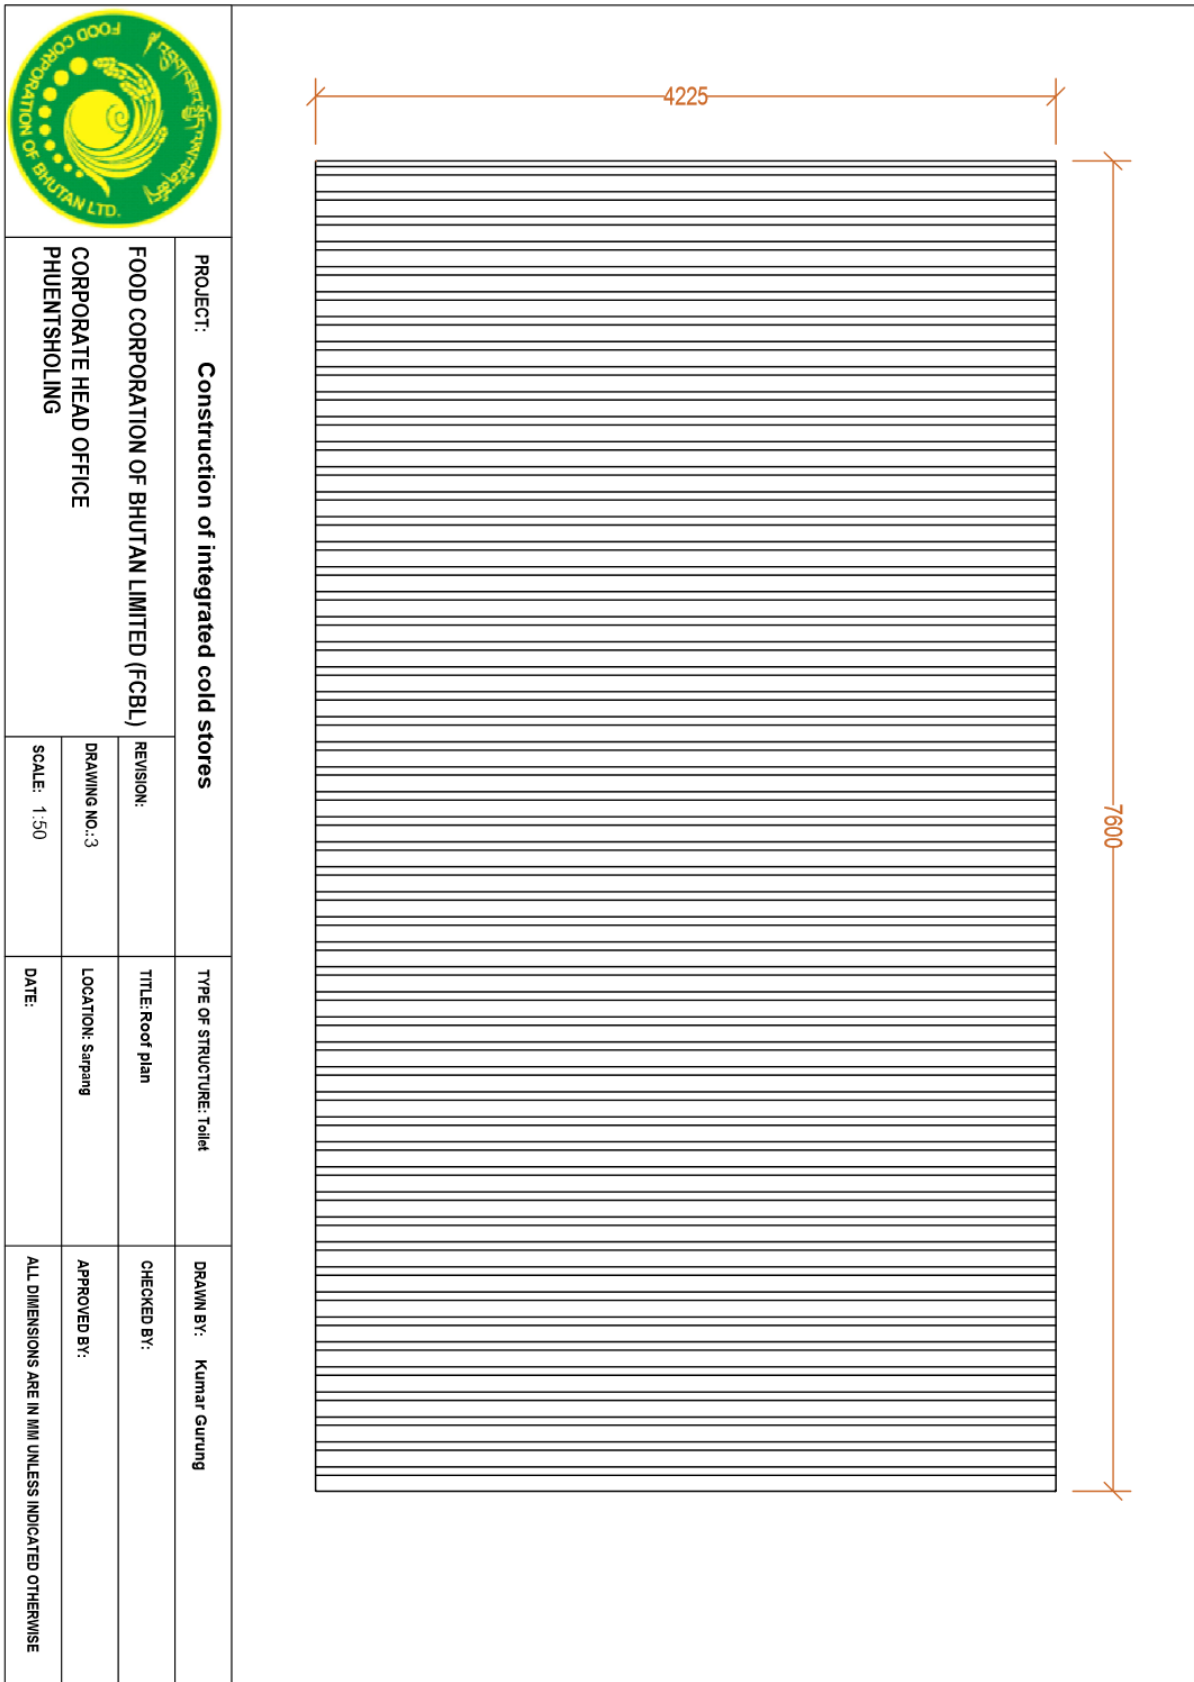 4225
7600
FOOD CORPORATION OF BHUTAN LTD.
PROJECT: Construction of integrated cold stores
FOOD CORPORATION OF BHUTAN LIMITED (FCBL)
CORPORATE HEAD OFFICE
PHUENTSHOLING
REVISION:
DRAWING NO.:3
SCALE: 1:50
TYPE OF STRUCTURE: Toilet
TITLE:Roof plan
LOCATION: Sarpang
DATE:
DRAWN BY: Kumar Gurung
CHECKED BY:
APPROVED BY:
ALL DIMENSIONS ARE IN MM UNLESS INDICATED OTHERWISE